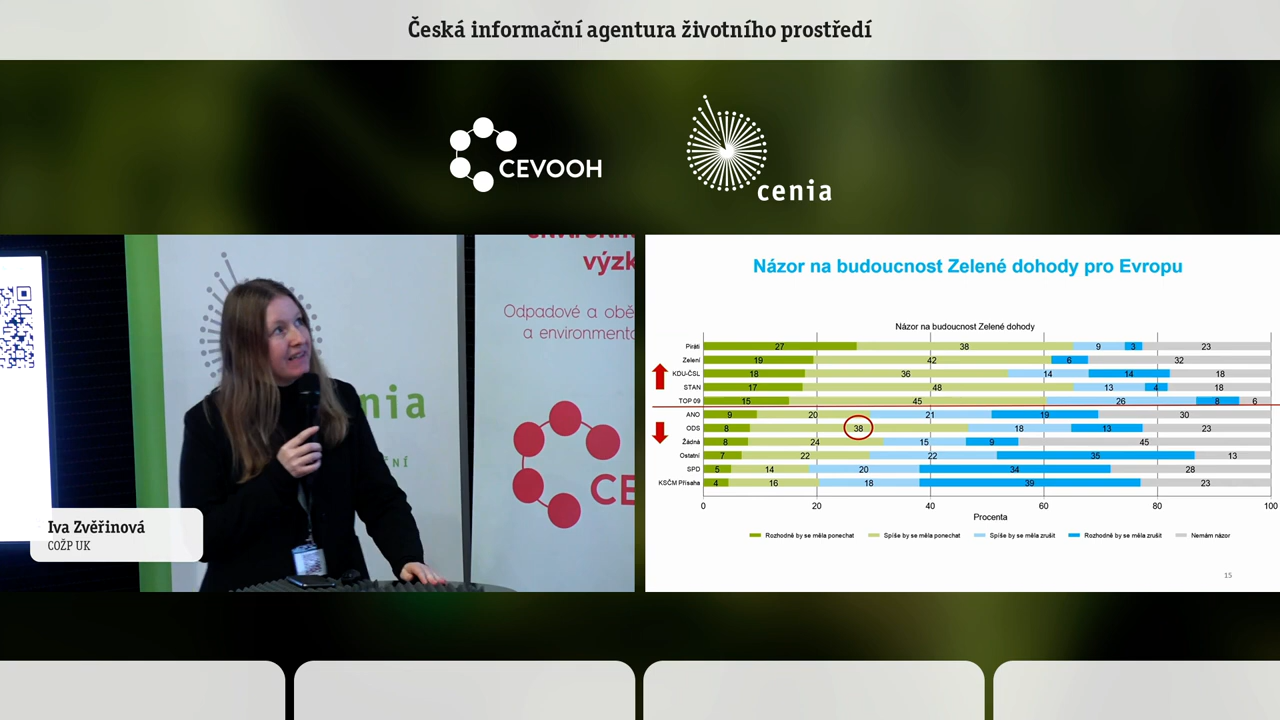 Česká informační agentura životního prostředí
CEVOOH
cenia
výzk
Odpadové a obě
a environmento
nia
NÍ
CE
Iva Zvěřinová
COŽP UK
Názor na budoucnost Zelené dohody pro Evropu
Názor na budoucnost Zelené dohody
Piráti 27 38 9 3 23
Zelení 19 42 6 32
KDU-ČSL 18 36 14 14 18
STAN 17 48 13 4 18
TOP 09 15 45 26 8 6
ANO 9 20 21 19 30
ODS 8 38 18 13 23
Žádná 8 24 15 9 45
Ostatní 7 22 22 35 13
SPD 5 14 20 34 28
KSČM Přísaha 4 16 18 39 23
0 20 40 60 80 100
Procenta
Rozhodně by se měla ponechat Spíše by se měla ponechat Spíše by se měla zrušit Rozhodně by se měla zrušit Nemám názor
15